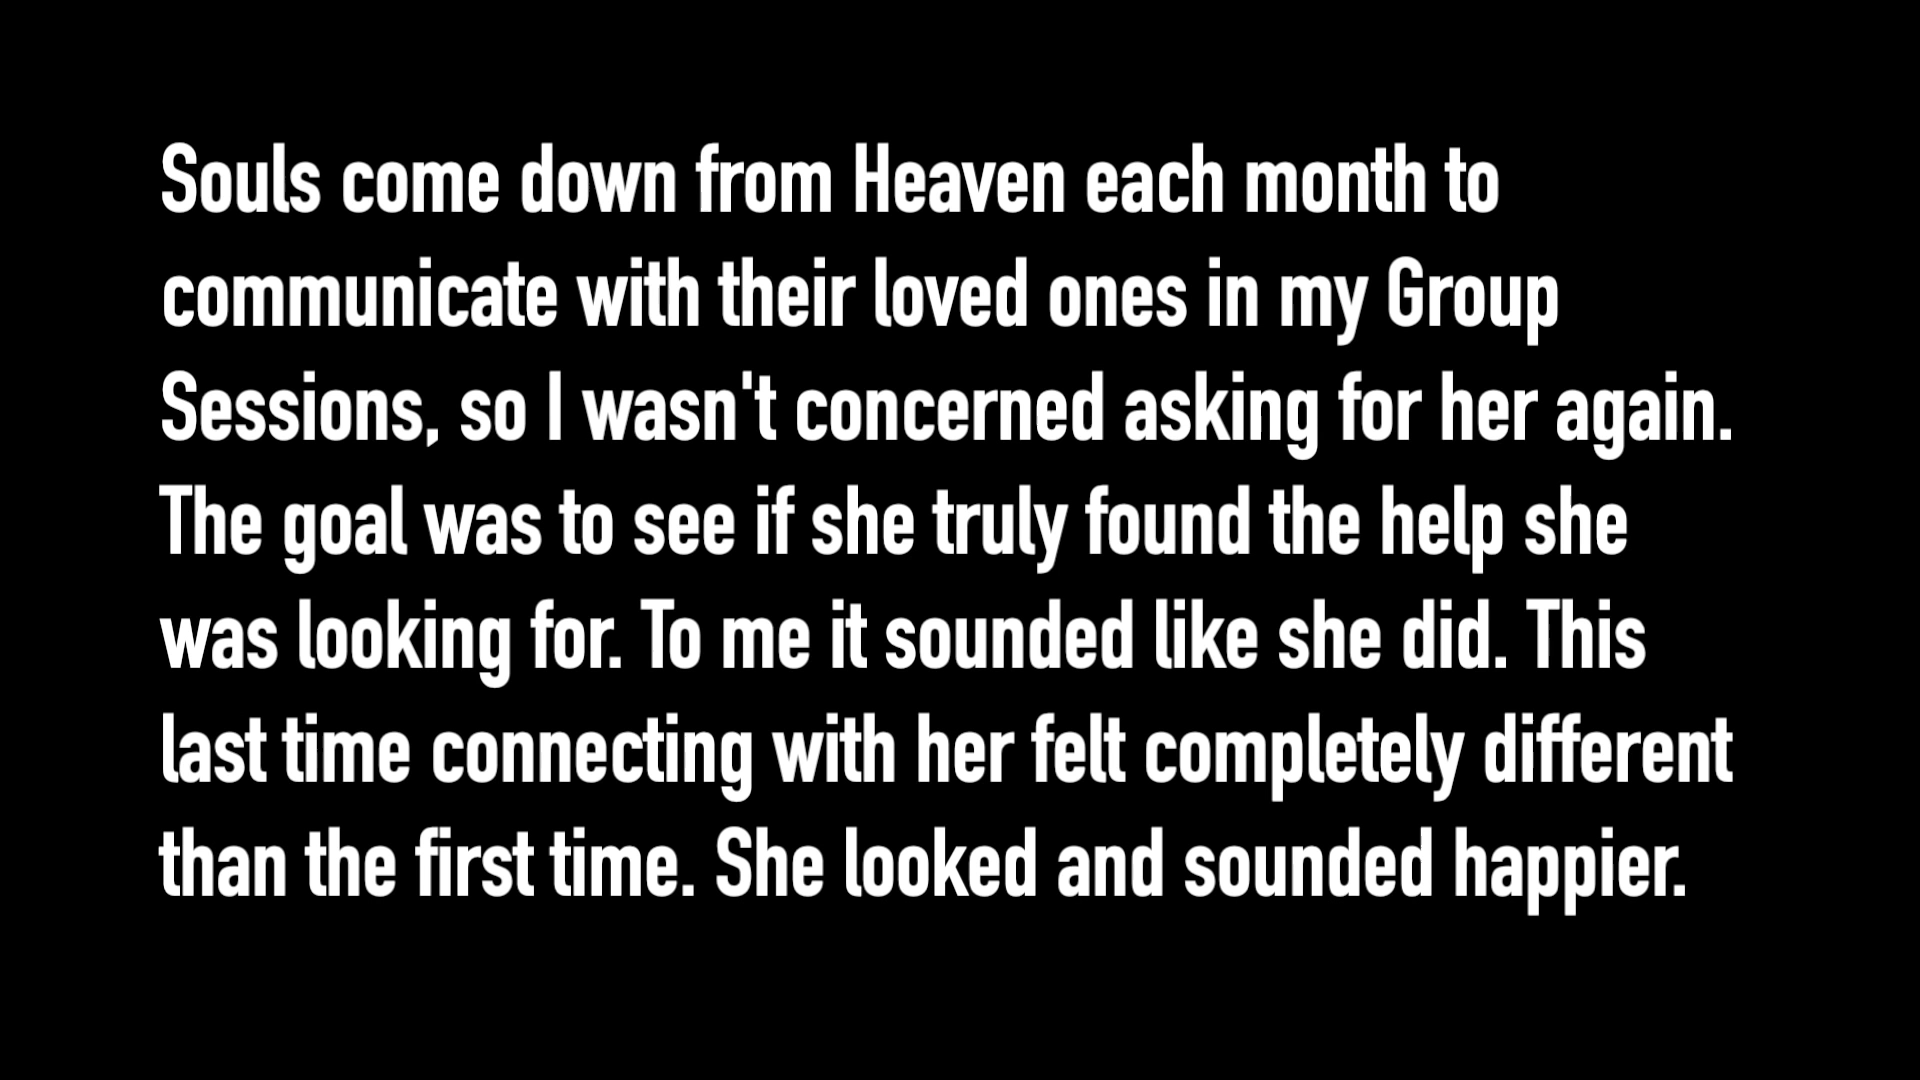 Souls come down from Heaven each month to
communicate with their loved ones in my Group
Sessions, so I wasn't concerned asking for her again.
The goal was to see if she truly found the help she
was looking for. To me it sounded like she did. This
last time connecting with her felt completely different
than the first time. She looked and sounded happier.